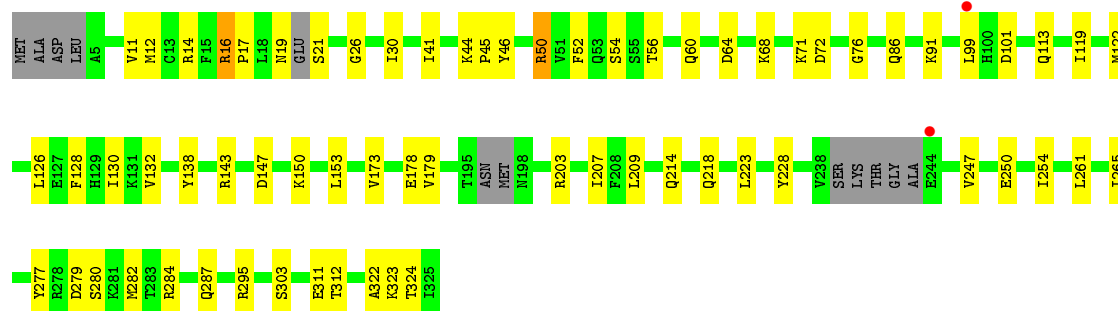 MET ALA ASP LEU A5 V11 M12 C13 R14 F15 R16 P17 L18 N19 GLU S21 G26 I30 I41 K44 P45 Y46 R50 V51 F52 Q53 S54 S55 T56 Q60 D64 K68 K71 D72 G76 Q86 K91 L99 H100 D101 Q113 I119 M122
L126 E127 F128 H129 I130 K131 V132 Y138 R143 D147 K150 L153 V173 E178 V179 T195 ASN MET N198 R203 I207 F208 L209 Q214 Q218 L223 Y228 V238 SER LYS THR GLY ALA E244 V247 E250 I254 L261 I265
Y277 R278 D279 S280 K281 M282 T283 R284 Q287 R295 S303 E311 T312 A322 K323 T324 I325